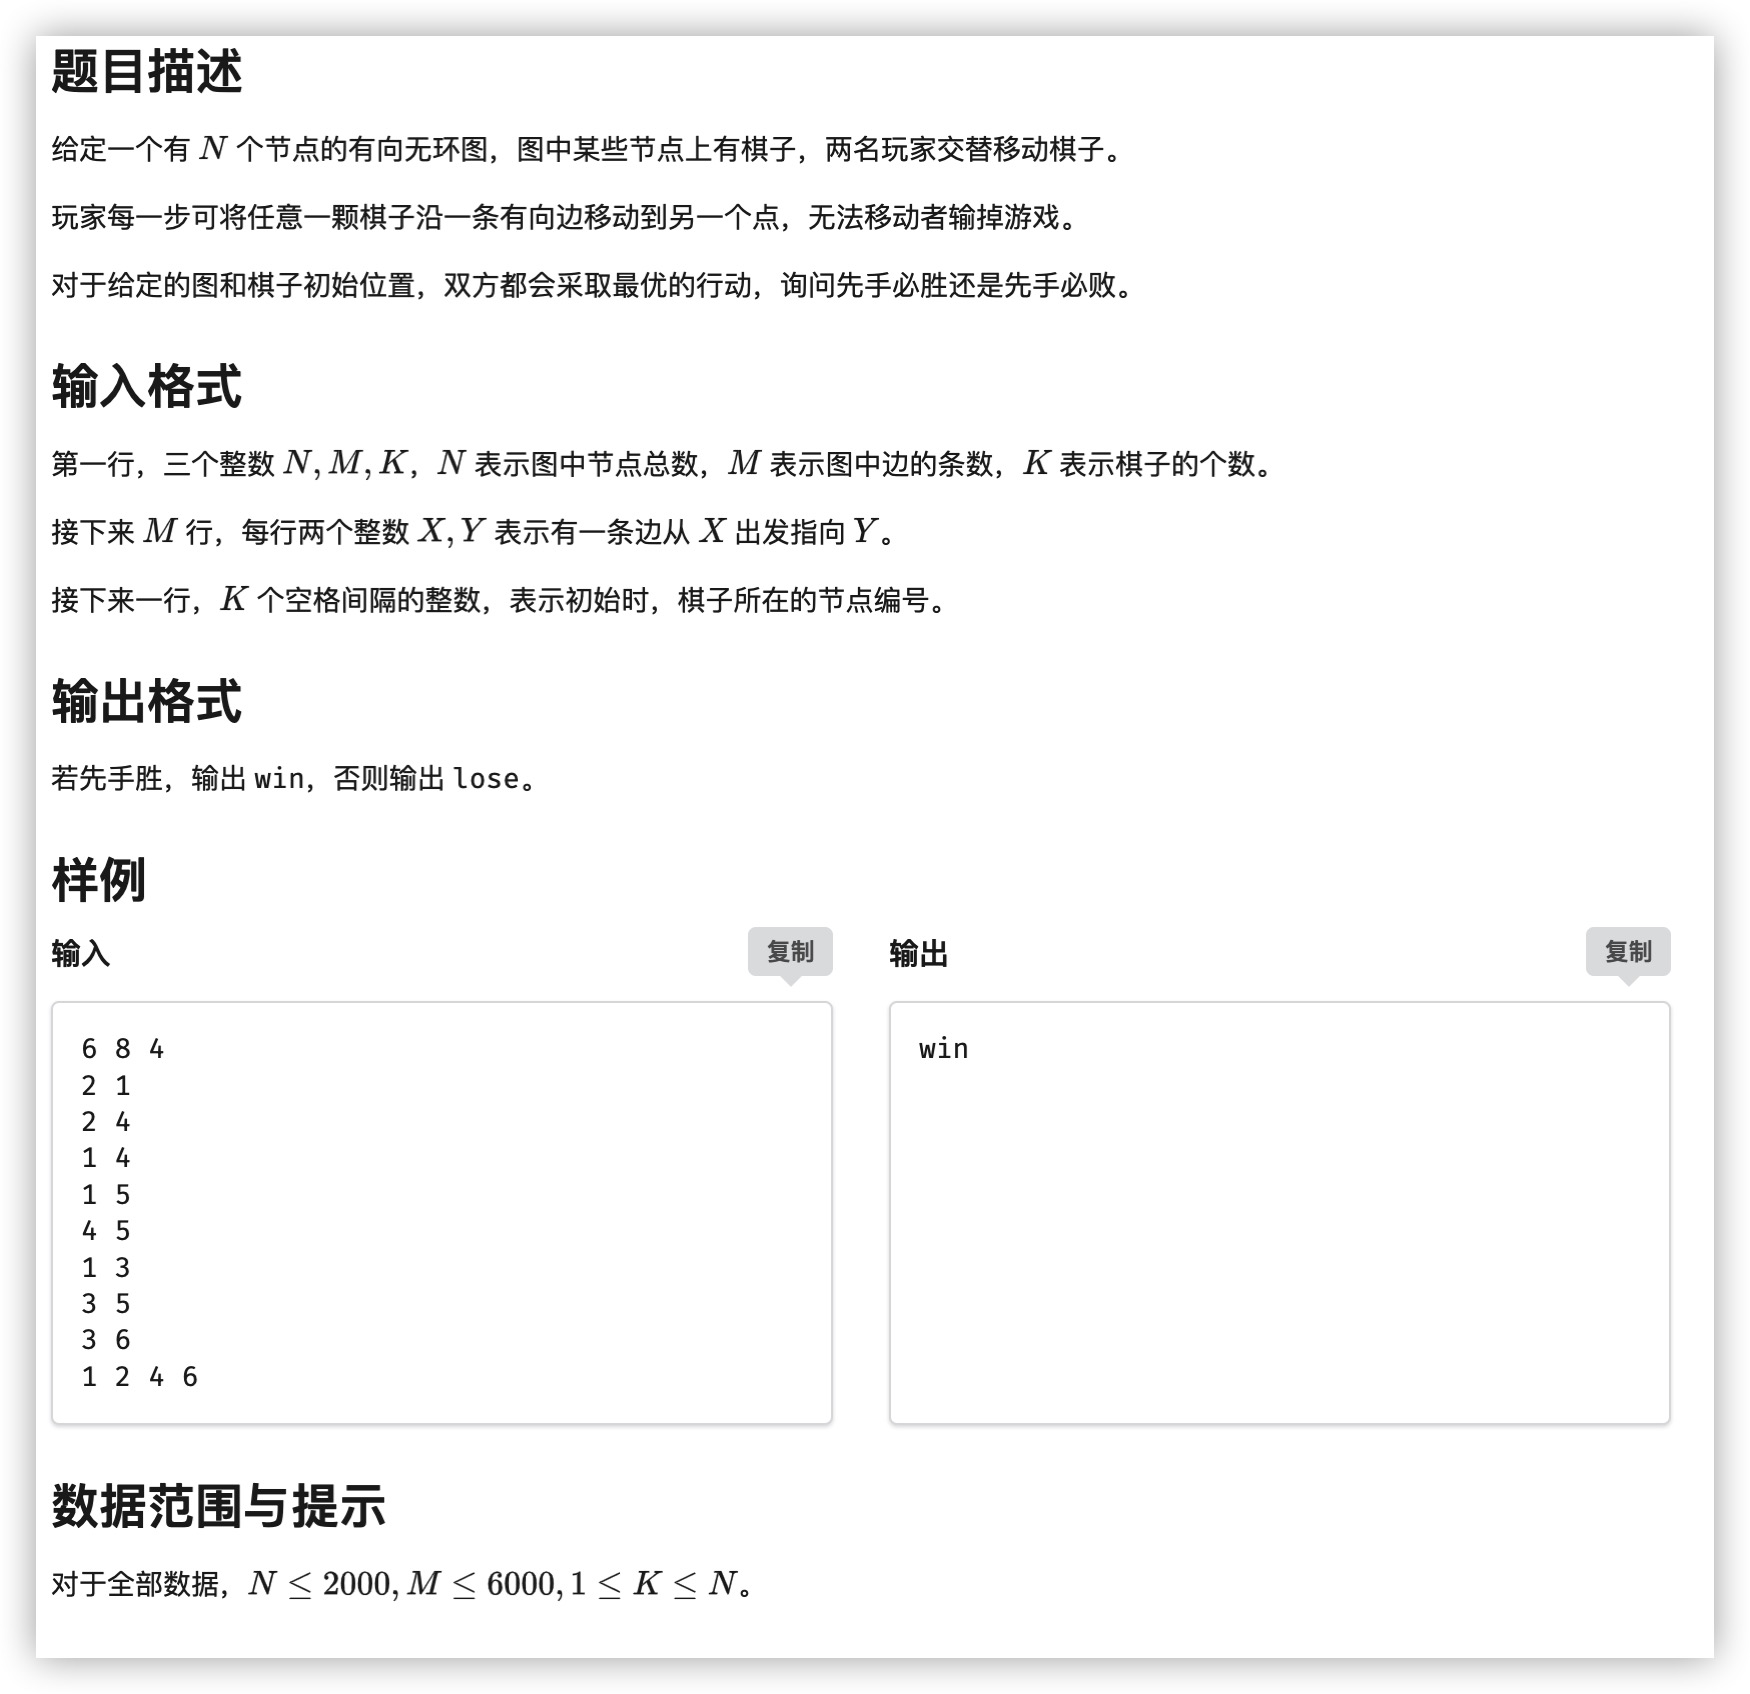 题目描述
给定一个有 N 个节点的有向无环图，图中某些节点上有棋子，两名玩家交替移动棋子。
玩家每一步可将任意一颗棋子沿一条有向边移动到另一个点，无法移动者输掉游戏。
对于给定的图和棋子初始位置，双方都会采取最优的行动，询问先手必胜还是先手必败。
输入格式
第一行，三个整数 N, M, K，N 表示图中节点总数，M 表示图中边的条数，K 表示棋子的个数。
接下来 M 行，每行两个整数 X, Y 表示有一条边从 X 出发指向 Y。
接下来一行，K 个空格间隔的整数，表示初始时，棋子所在的节点编号。
输出格式
若先手胜，输出 win，否则输出 lose。
样例
输入
复制
6 8 4
2 1
2 4
1 4
1 5
4 5
1 3
3 5
3 6
1 2 4 6
输出
复制
win
数据范围与提示
对于全部数据，N ≤ 2000, M ≤ 6000, 1 ≤ K ≤ N。